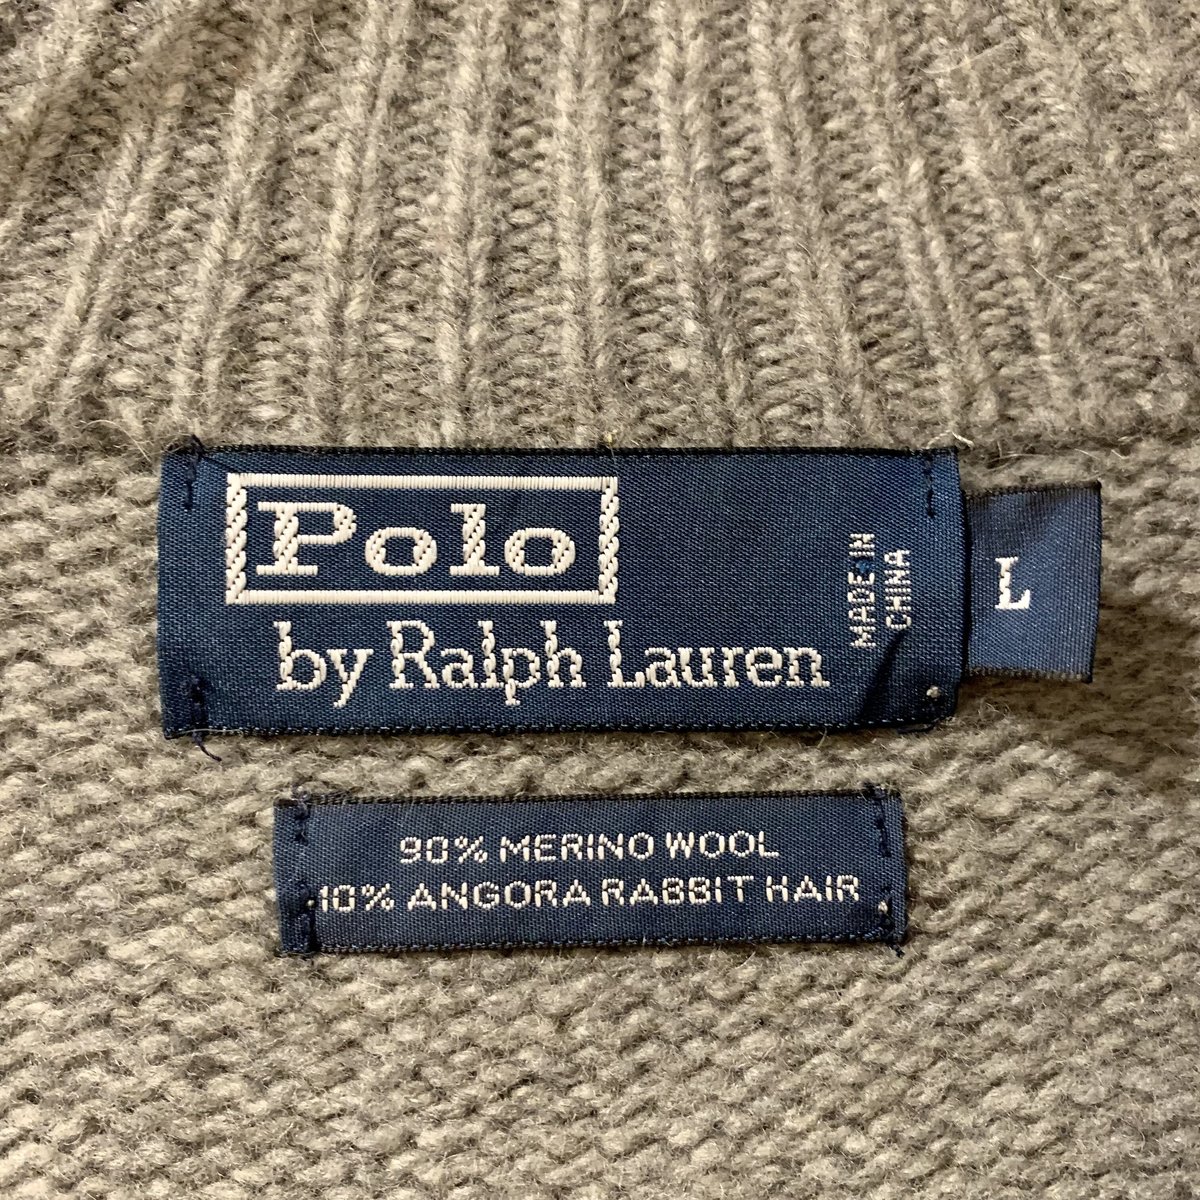 Polo
by Ralph Lauren
MADE IN
CHINA
L
90% MERINO WOOL
10% ANGORA RABBIT HAIR